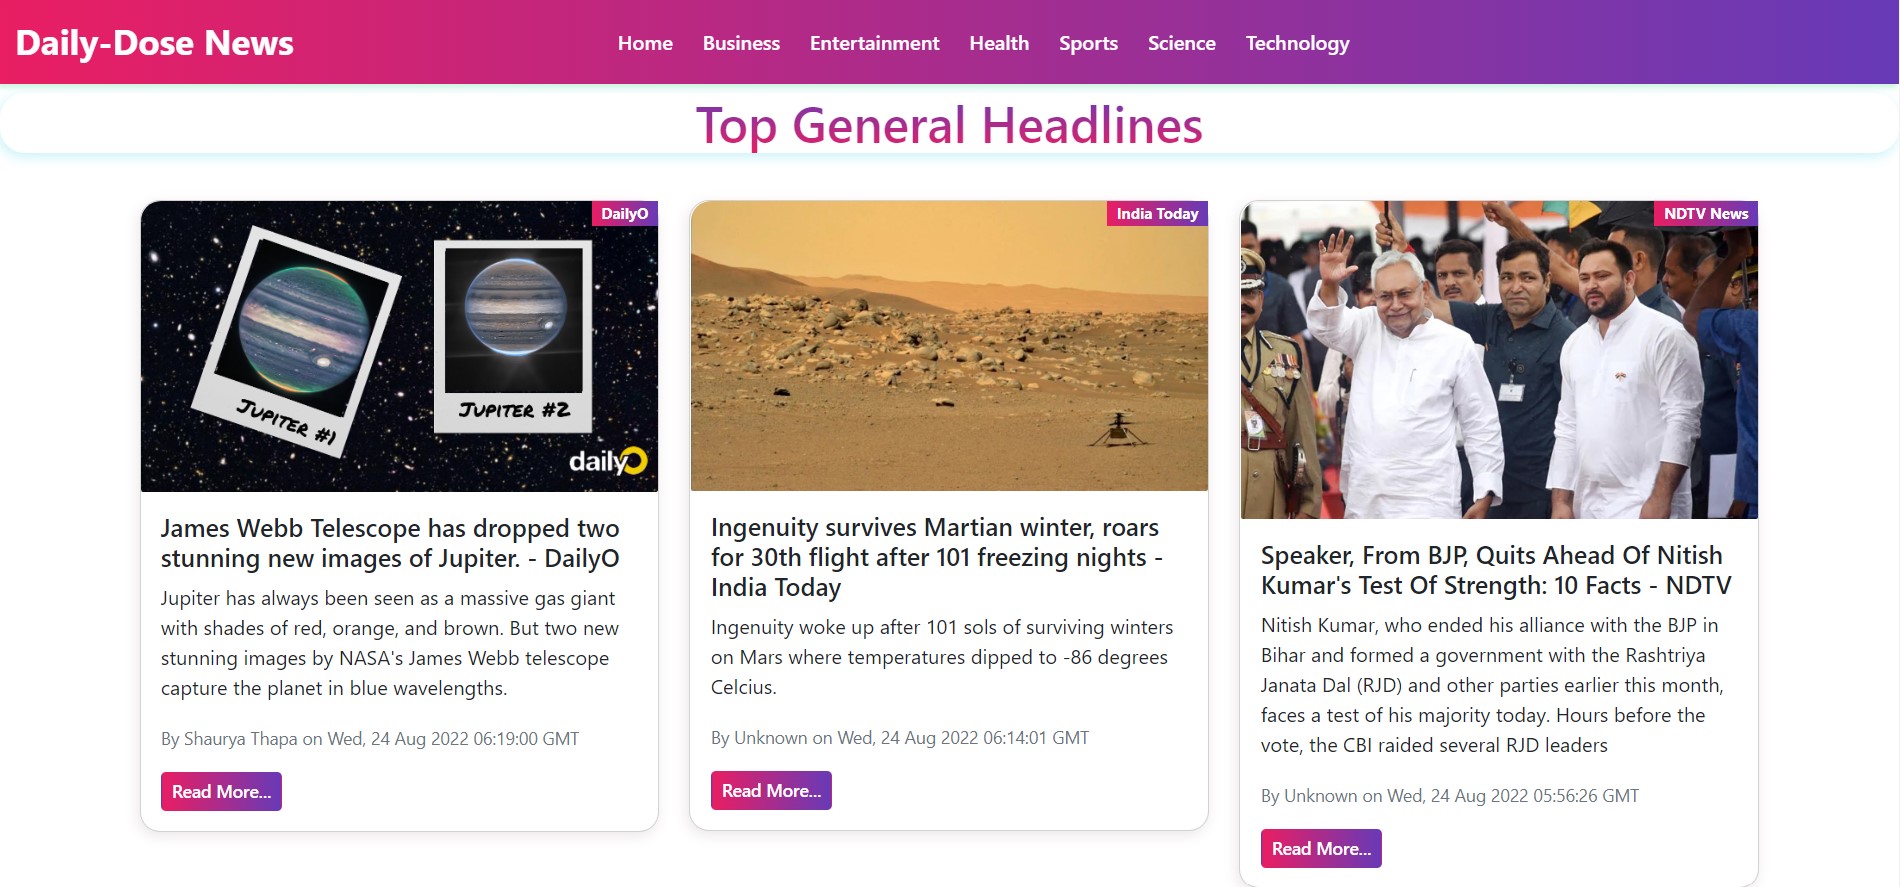 Daily-Dose News
Home Business Entertainment Health Sports Science Technology
Top General Headlines
DailyO
JUPITER #1
JUPITER #2
dailyO
James Webb Telescope has dropped two
stunning new images of Jupiter. - DailyO
Jupiter has always been seen as a massive gas giant
with shades of red, orange, and brown. But two new
stunning images by NASA's James Webb telescope
capture the planet in blue wavelengths.
By Shaurya Thapa on Wed, 24 Aug 2022 06:19:00 GMT
Read More...
India Today
Ingenuity survives Martian winter, roars
for 30th flight after 101 freezing nights -
India Today
Ingenuity woke up after 101 sols of surviving winters
on Mars where temperatures dipped to -86 degrees
Celcius.
By Unknown on Wed, 24 Aug 2022 06:14:01 GMT
Read More...
NDTV News
Speaker, From BJP, Quits Ahead Of Nitish
Kumar's Test Of Strength: 10 Facts - NDTV
Nitish Kumar, who ended his alliance with the BJP in
Bihar and formed a government with the Rashtriya
Janata Dal (RJD) and other parties earlier this month,
faces a test of his majority today. Hours before the
vote, the CBI raided several RJD leaders
By Unknown on Wed, 24 Aug 2022 05:56:26 GMT
Read More...